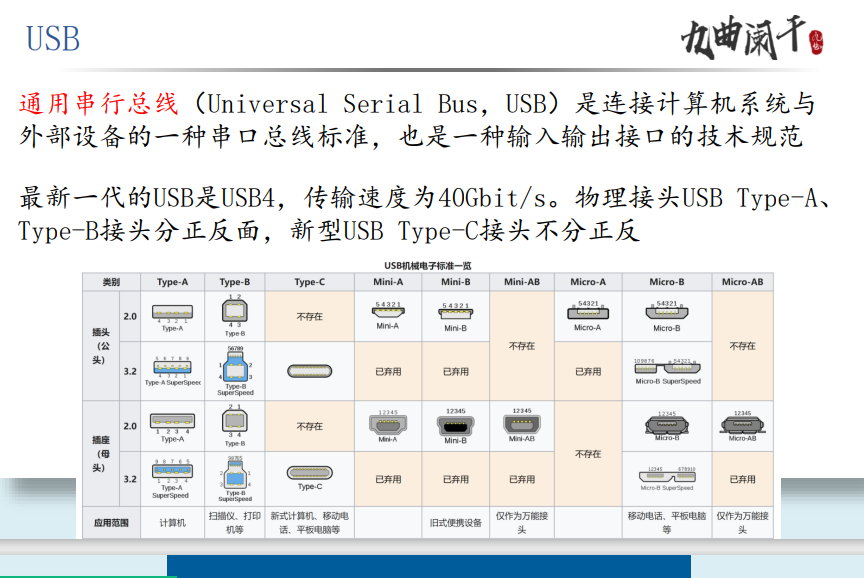 USB
九曲阑干
通用串行总线（Universal Serial Bus，USB）是连接计算机系统与
外部设备的一种串口总线标准，也是一种输入输出接口的技术规范
最新一代的USB是USB4，传输速度为40Gbit/s。物理接头USB Type-A、
Type-B接头分正反面，新型USB Type-C接头不分正反
USB机械电子标准一览
类别 Type-A Type-B Type-C Mini-A Mini-B Mini-AB Micro-A Micro-B Micro-AB
插头（公头）
2.0
4 3 2 1
Type-A
1 2
4 3
Type-B
不存在
5 4 3 2 1
Mini-A
5 4 3 2 1
Mini-B
不存在
54321
Micro-A
54321
Micro-B
不存在
3.2
5 6 7 8 9
4 3 2 1
Type-A SuperSpeed
56789
1 2
4 3
Type-B
SuperSpeed
已弃用
已弃用
已弃用
109876 54321
Micro-B SuperSpeed
插座（母头）
2.0
1 2 3 4
Type-A
2 1
3 4
Type-B
不存在
12345
Mini-A
12345
Mini-B
12345
Mini-AB
不存在
12345
Micro-B
12345
Micro-AB
3.2
9 8 7 6 5
1 2 3 4
Type-A
SuperSpeed
98765
2 1
3 4
Type-B
SuperSpeed
Type-C
已弃用
已弃用
已弃用
12345 678910
Micro-B SuperSpeed
已弃用
应用范围
计算机
扫描仪、打印
机等
新式计算机、移动电
话、平板电脑等
旧式便携设备
仅作为万能接
头
移动电话、平板电脑
等
仅作为万能接
头